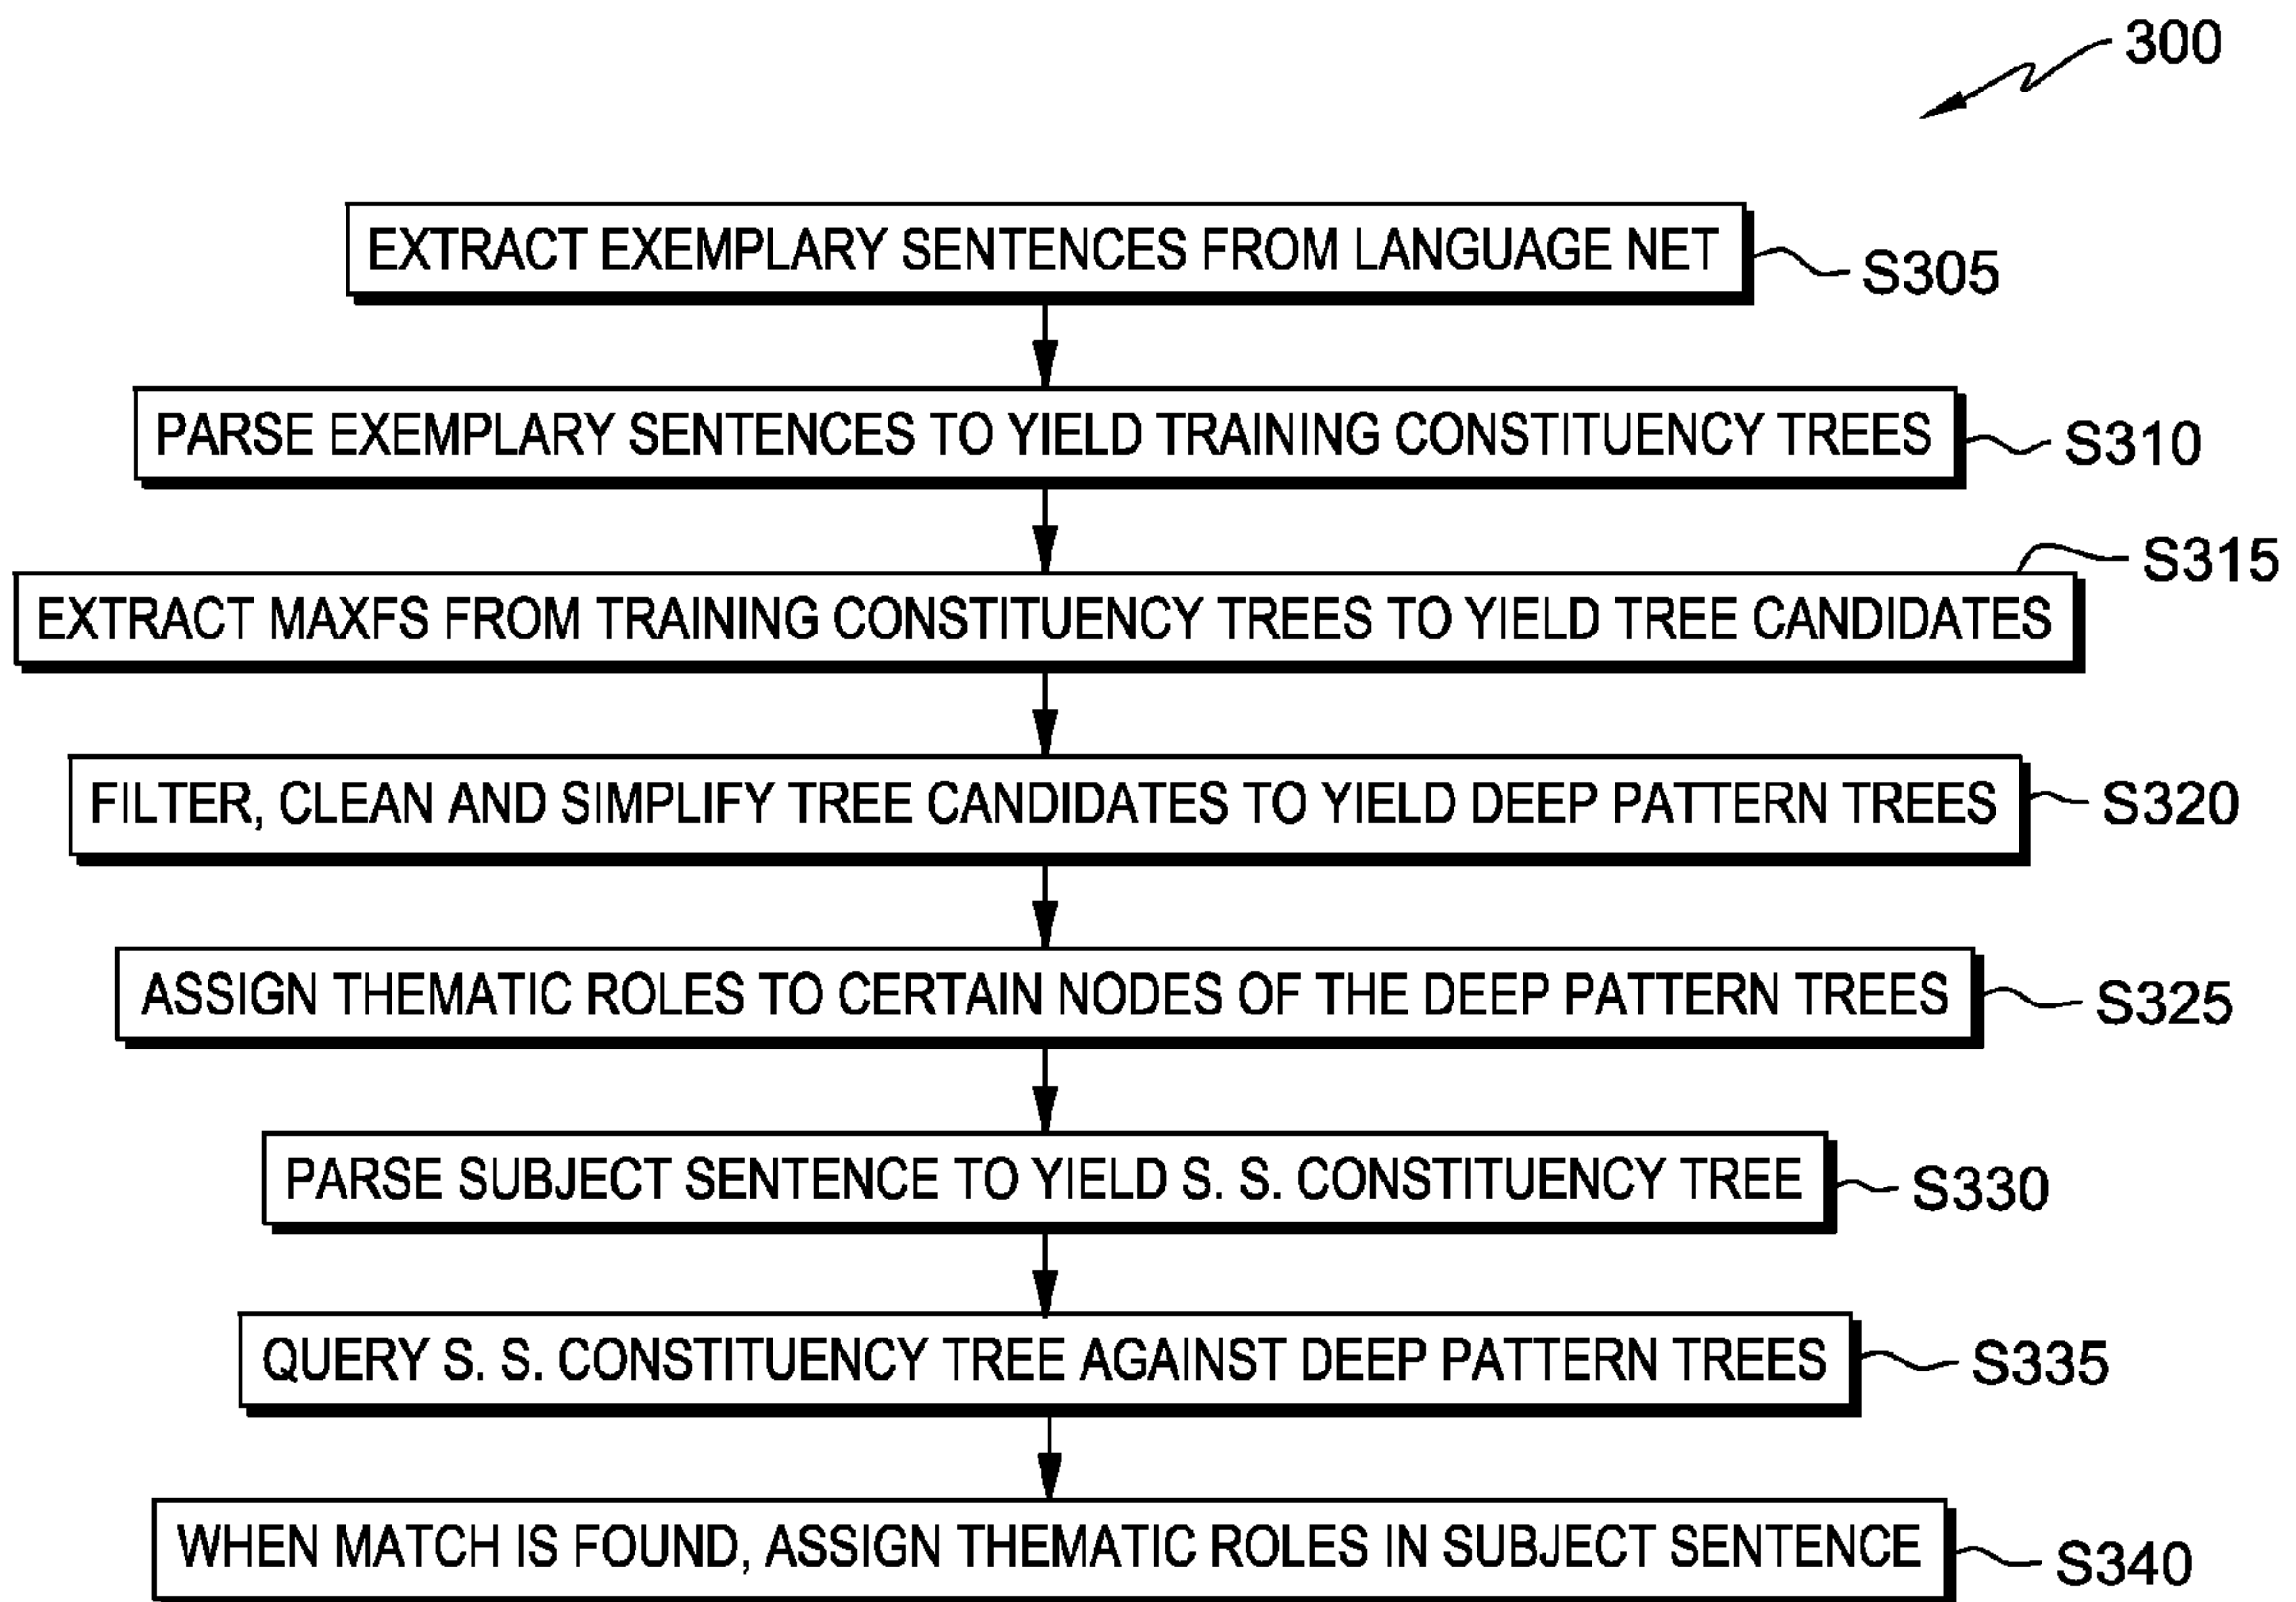 300
EXTRACT EXEMPLARY SENTENCES FROM LANGUAGE NET
S305
PARSE EXEMPLARY SENTENCES TO YIELD TRAINING CONSTITUENCY TREES
S310
EXTRACT MAXFS FROM TRAINING CONSTITUENCY TREES TO YIELD TREE CANDIDATES
S315
FILTER, CLEAN AND SIMPLIFY TREE CANDIDATES TO YIELD DEEP PATTERN TREES
S320
ASSIGN THEMATIC ROLES TO CERTAIN NODES OF THE DEEP PATTERN TREES
S325
PARSE SUBJECT SENTENCE TO YIELD S. S. CONSTITUENCY TREE
S330
QUERY S. S. CONSTITUENCY TREE AGAINST DEEP PATTERN TREES
S335
WHEN MATCH IS FOUND, ASSIGN THEMATIC ROLES IN SUBJECT SENTENCE
S340